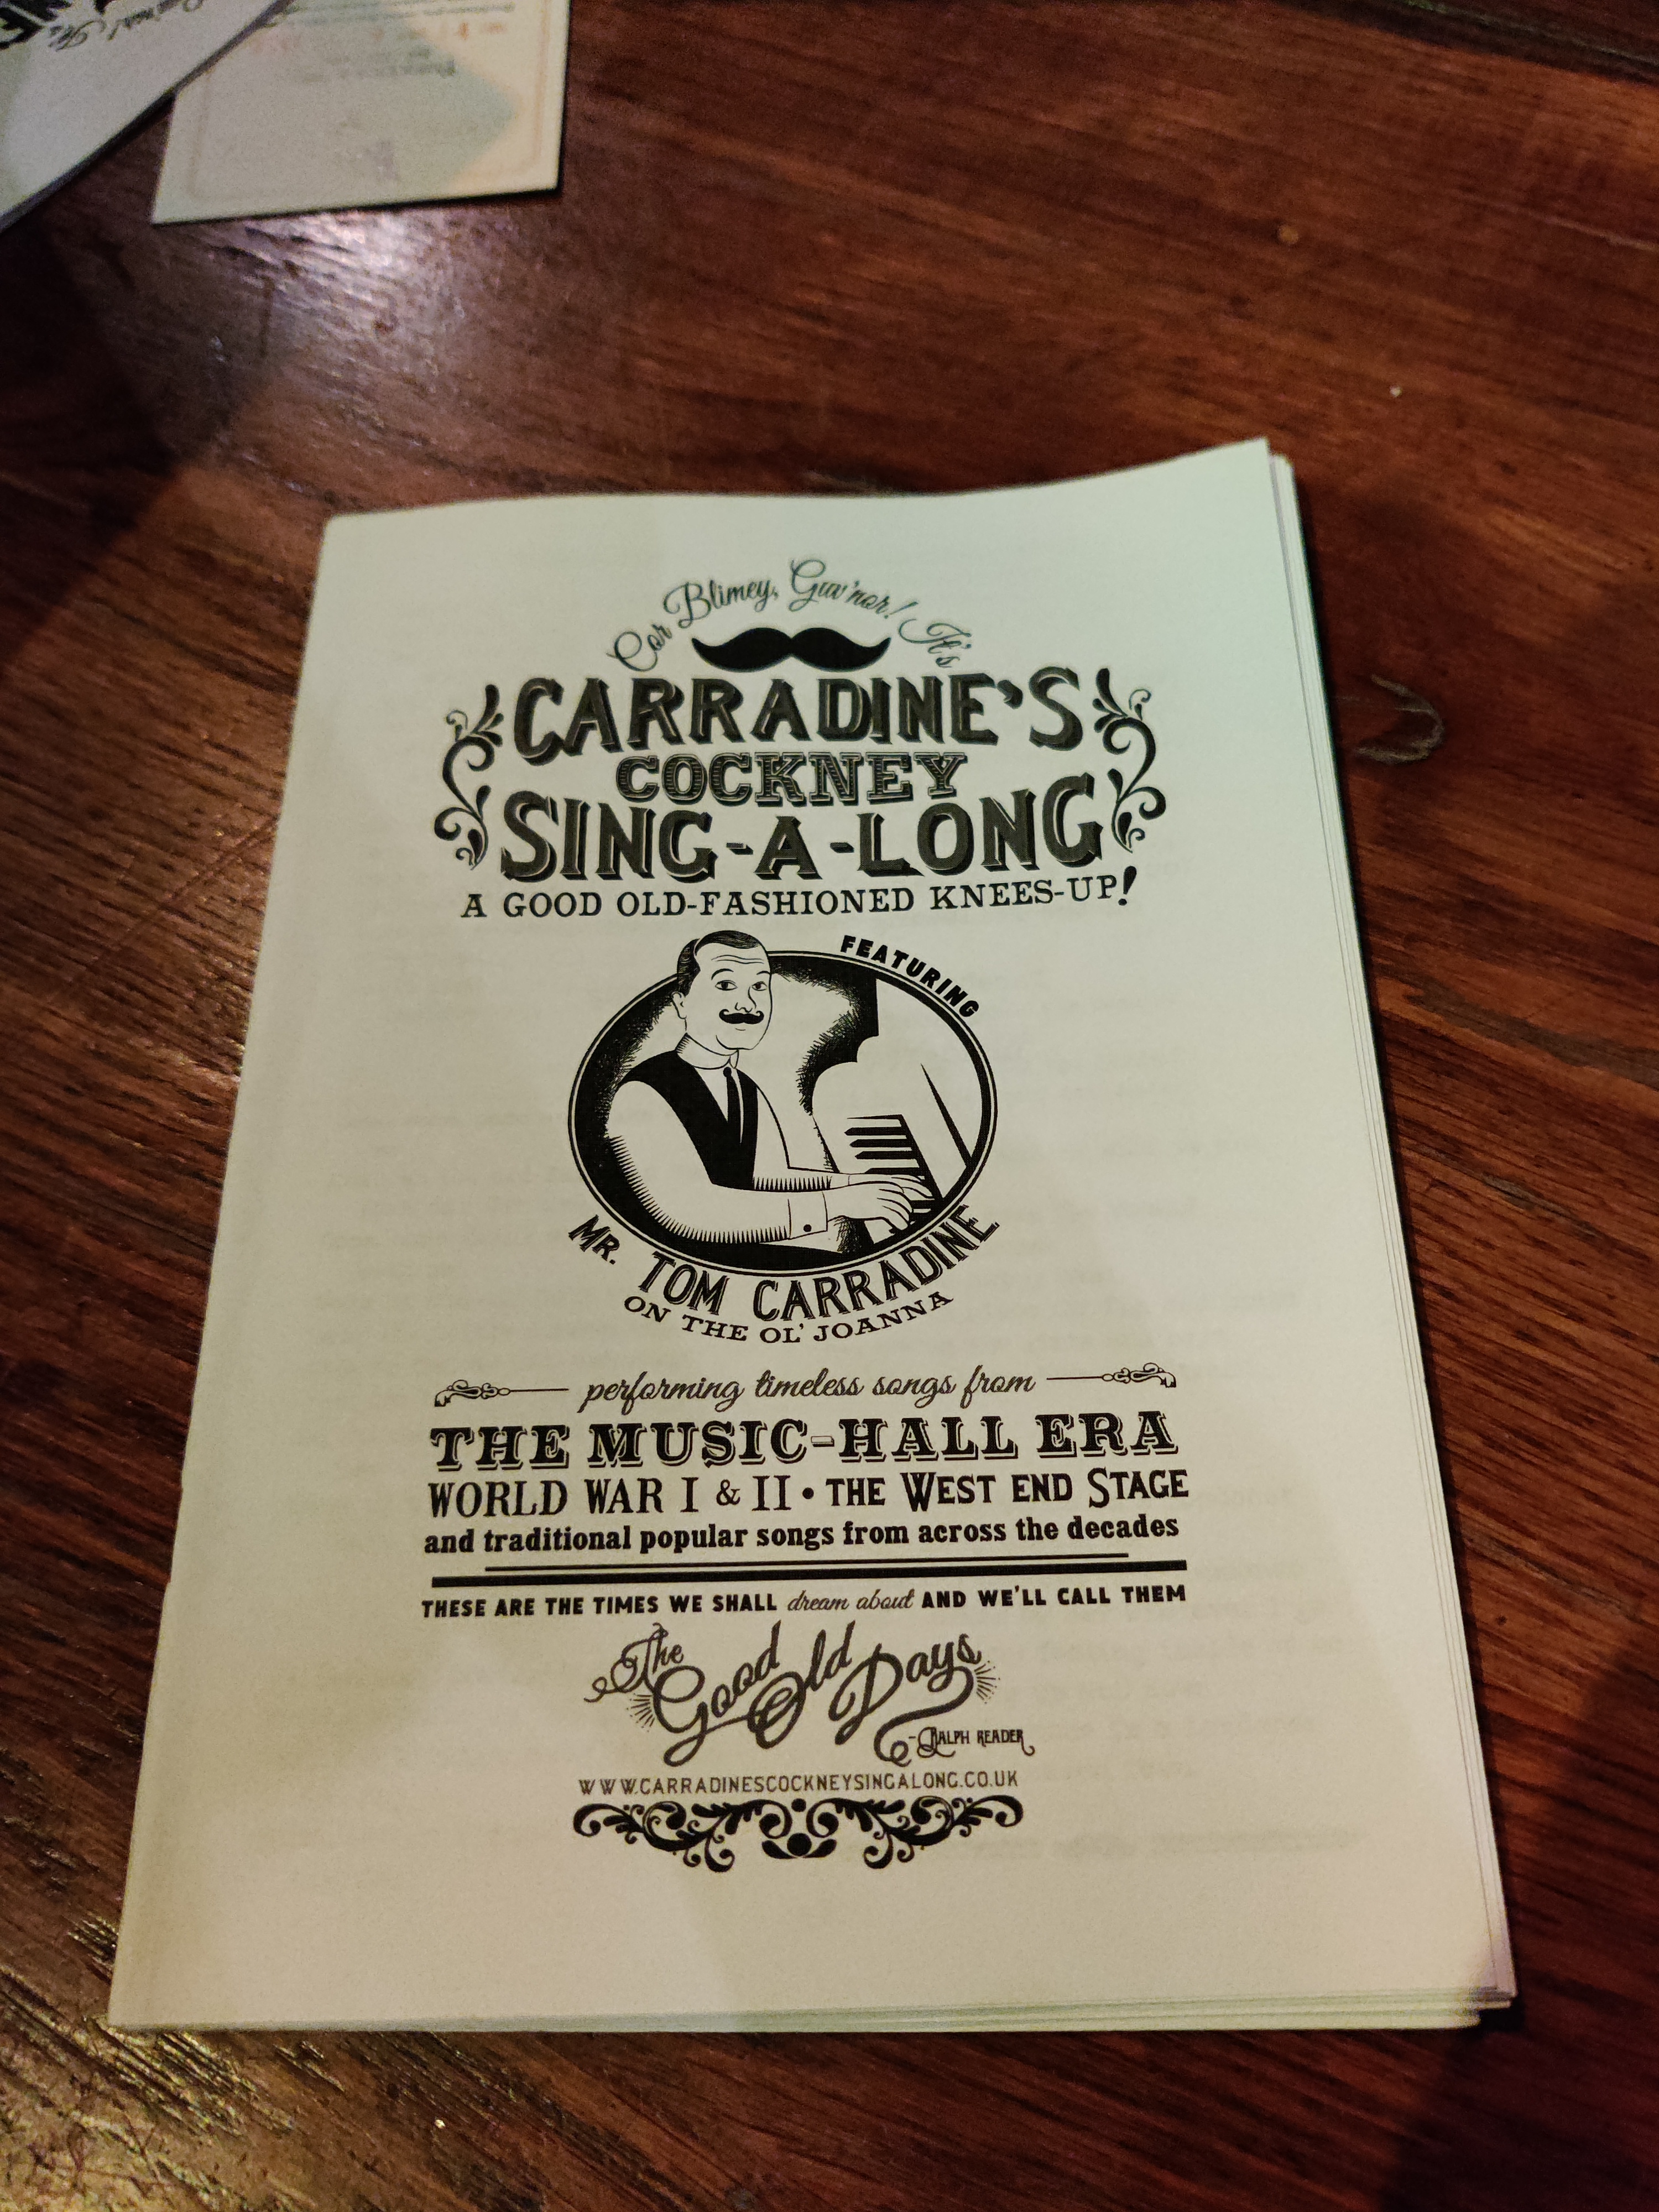 Cor Blimey, Guv'nor! It's
CARRADINE'S
COCKNEY
SING-A-LONG
A GOOD OLD-FASHIONED KNEES-UP!
FEATURING
MR. TOM CARRADINE
ON THE OL' JOANNA
performing timeless songs from
THE MUSIC-HALL ERA
WORLD WAR I & II • THE WEST END STAGE
and traditional popular songs from across the decades
THESE ARE THE TIMES WE SHALL dream about AND WE'LL CALL THEM
The Good Old Days
- RALPH READER
WWW.CARRADINESCOCKNEYSINGALONG.CO.UK